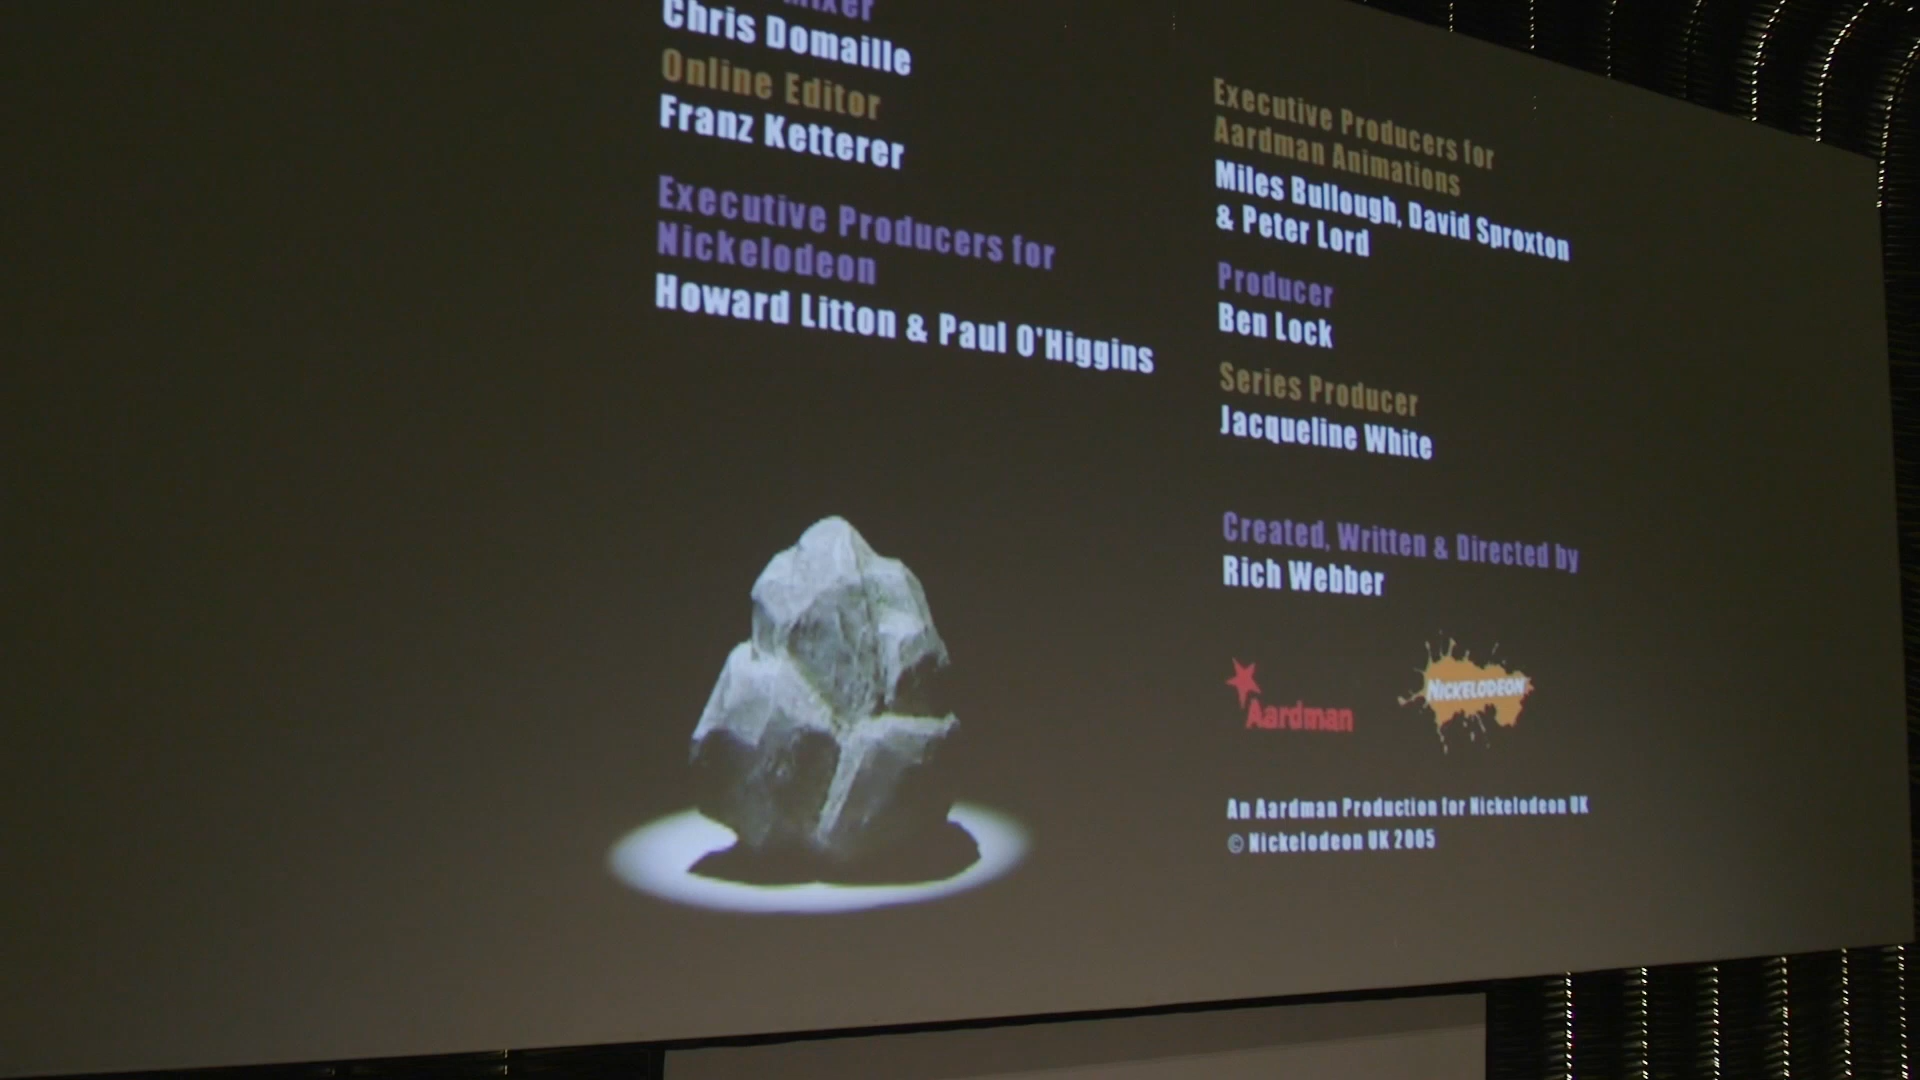 Mixer
Chris Domaille
Online Editor
Franz Ketterer
Executive Producers for
Nickelodeon
Howard Litton & Paul O'Higgins
Executive Producers for
Aardman Animations
Miles Bullough, David Sproxton
& Peter Lord
Producer
Ben Lock
Series Producer
Jacqueline White
Created, Written & Directed by
Rich Webber
Aardman
NICKELODEON
An Aardman Production for Nickelodeon UK
© Nickelodeon UK 2005